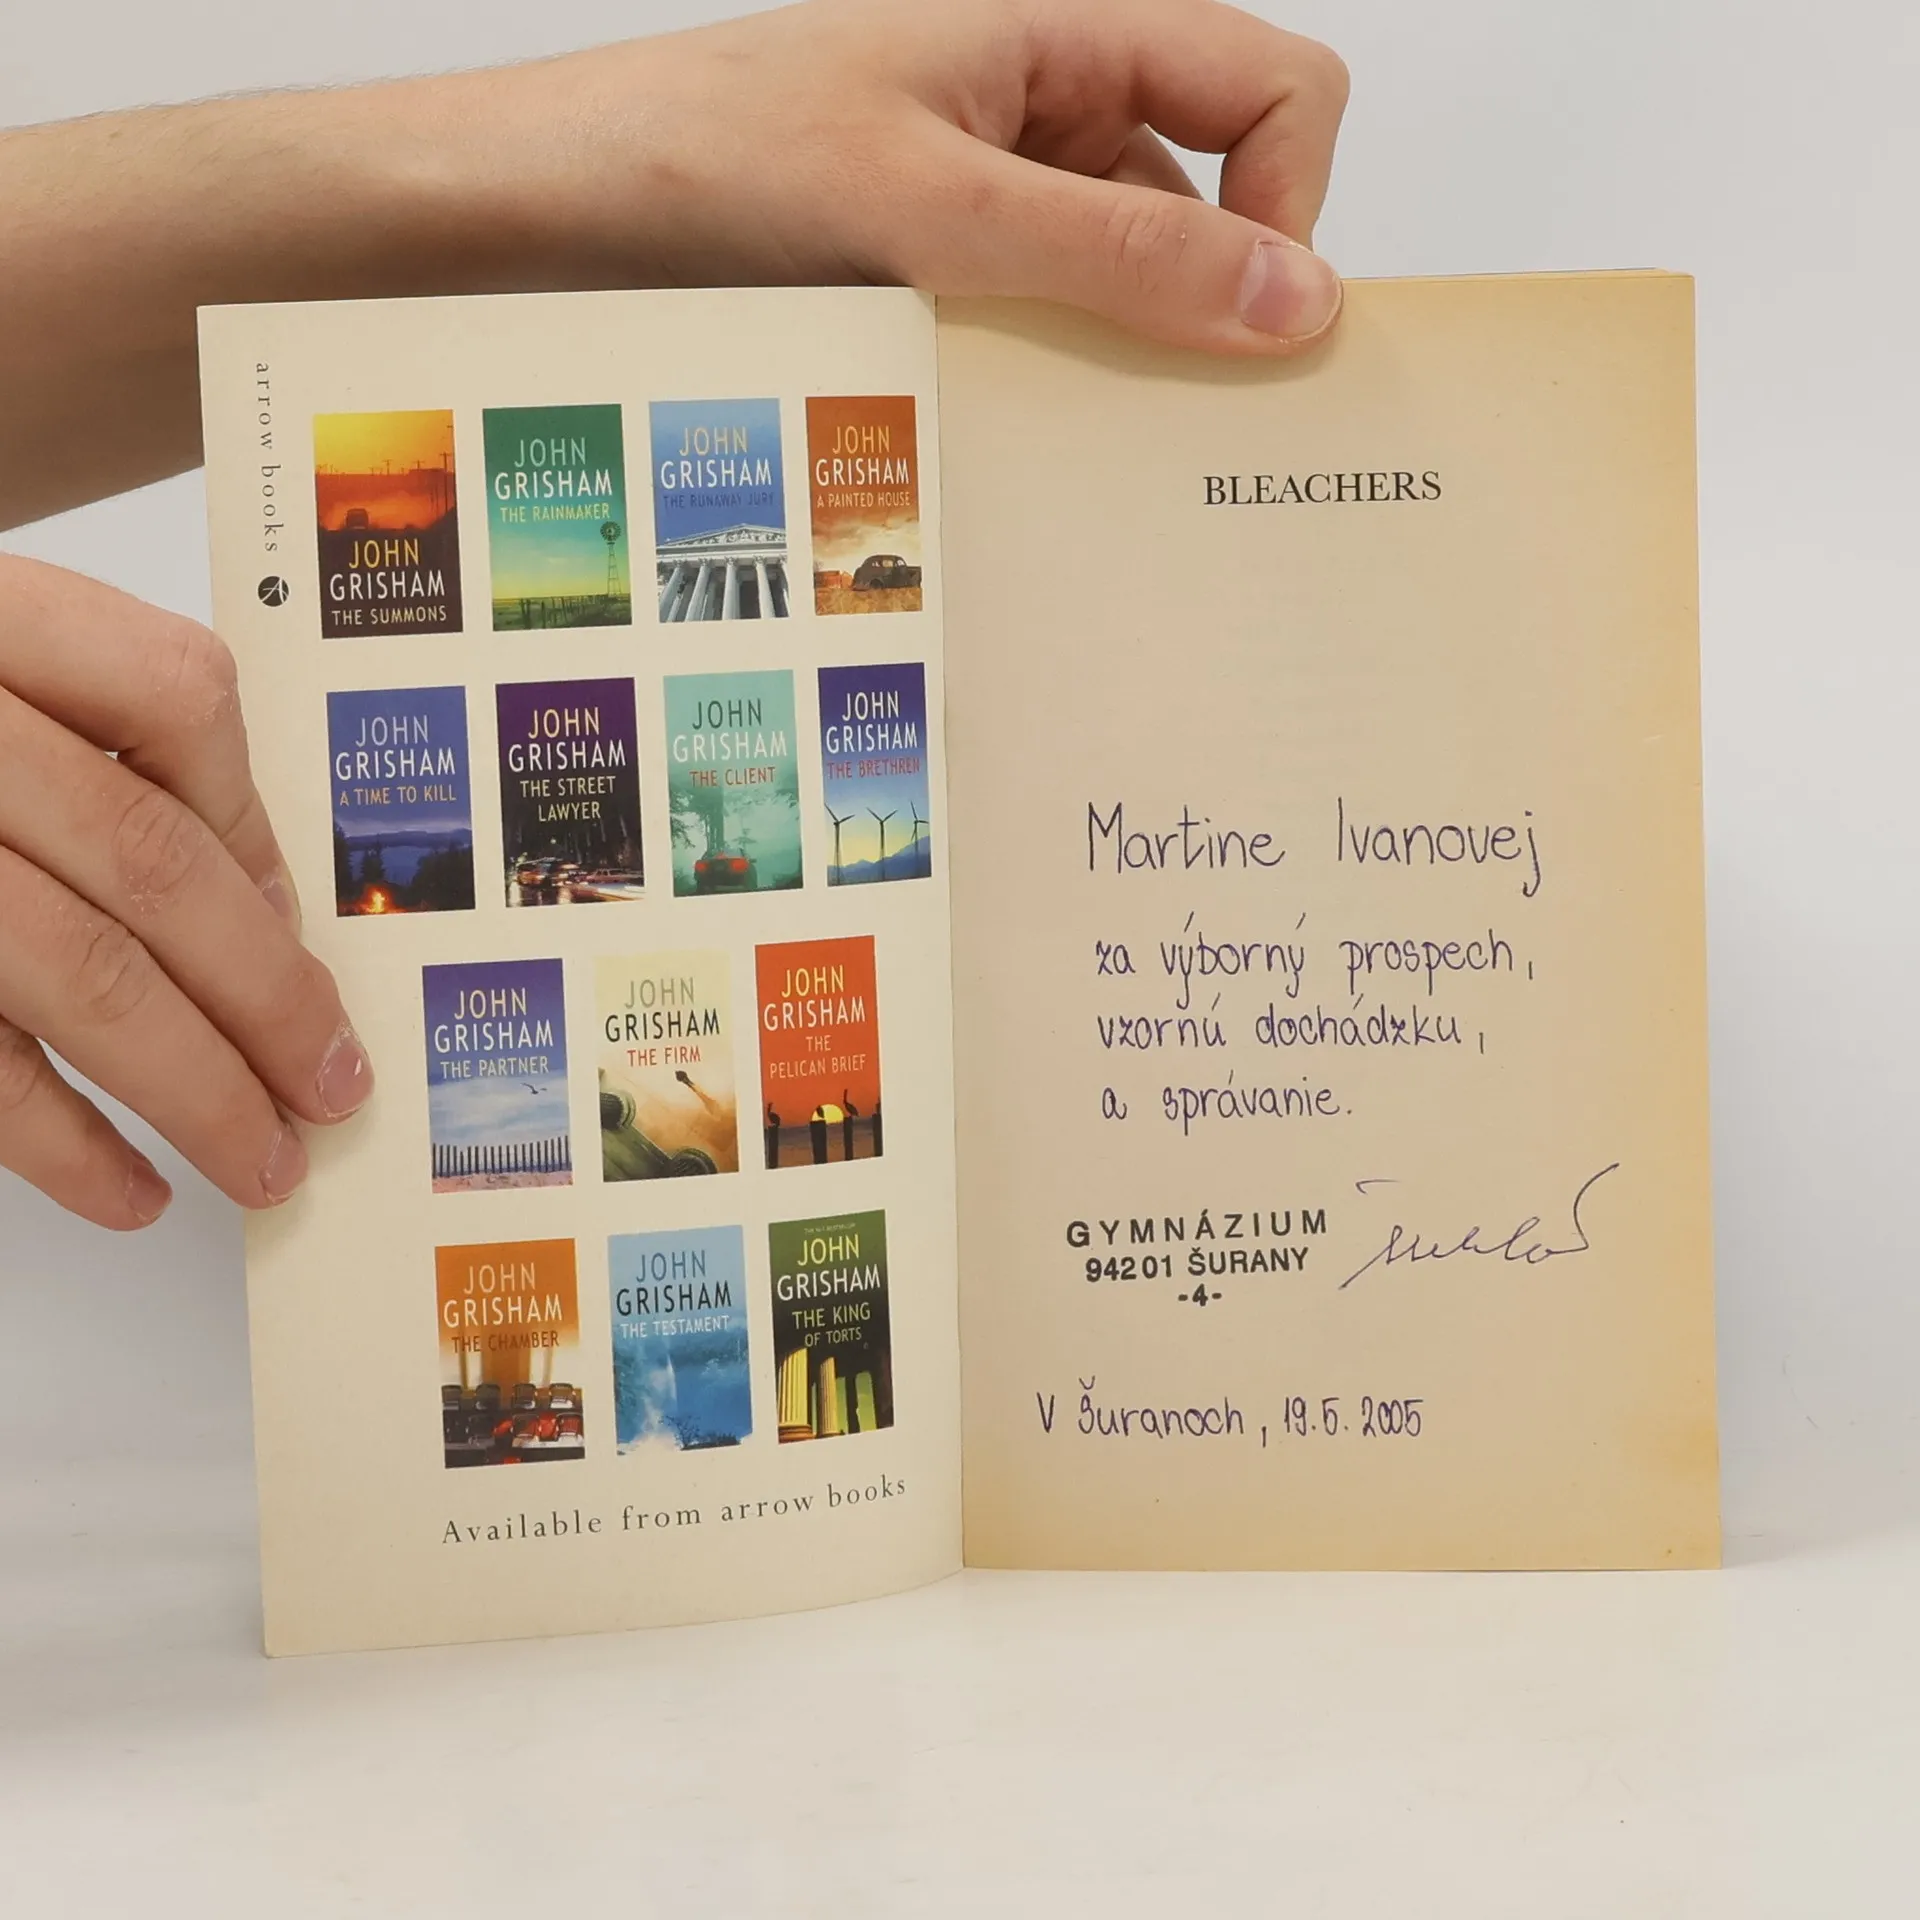 arrow books
JOHN
GRISHAM
THE SUMMONS
JOHN
GRISHAM
THE RAINMAKER
JOHN
GRISHAM
THE RUNAWAY JURY
JOHN
GRISHAM
A PAINTED HOUSE
JOHN
GRISHAM
A TIME TO KILL
JOHN
GRISHAM
THE STREET
LAWYER
JOHN
GRISHAM
THE CLIENT
JOHN
GRISHAM
THE BRETHREN
JOHN
GRISHAM
THE PARTNER
JOHN
GRISHAM
THE FIRM
JOHN
GRISHAM
THE
PELICAN BRIEF
JOHN
GRISHAM
THE CHAMBER
JOHN
GRISHAM
THE TESTAMENT
JOHN
GRISHAM
THE KING
OF TORTS
Available from arrow books
BLEACHERS
Martine Ivanovej
za výborný prospech,
vzornú dochádzku,
a správanie.
GYMNÁZIUM
942 01 ŠURANY
-4-
V Šuranoch, 19.5.2005